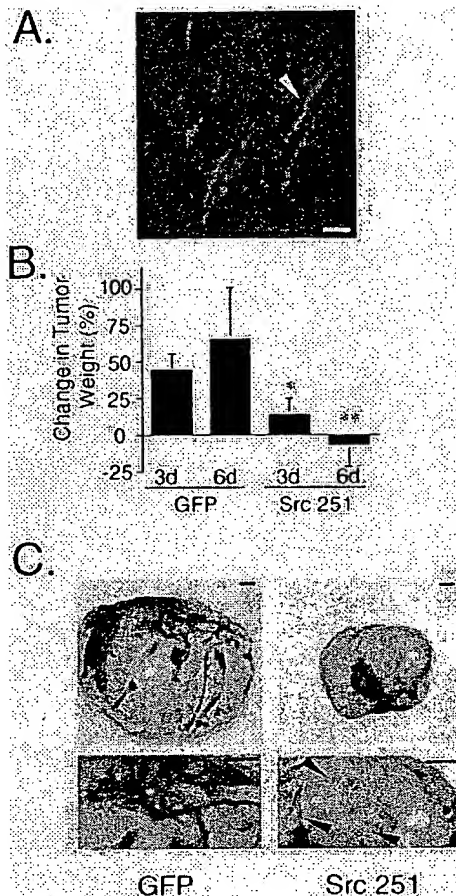 A.
B.
Change in Tumor
Weight (%)
100
75
50
25
0
-25
*
**
3d 6d 3d 6d
GFP Src 251
C.
GFP Src 251